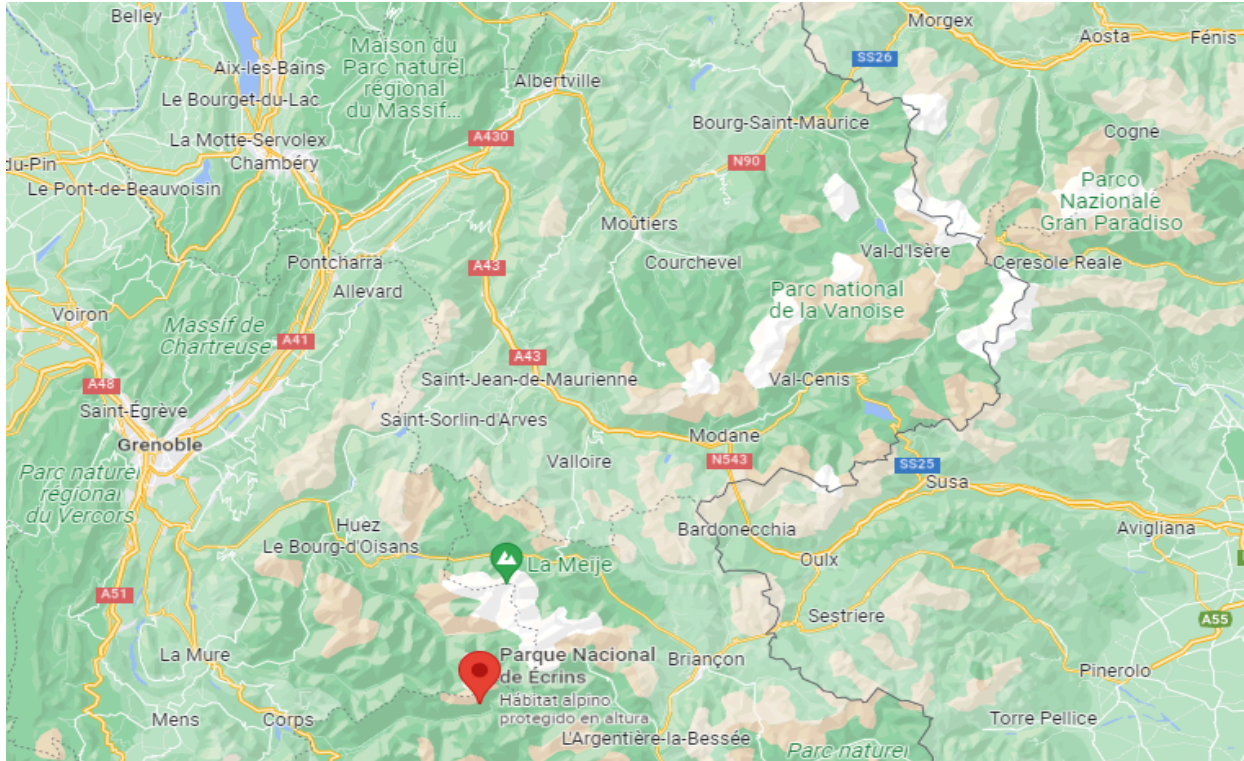 Belley
Morgex
Aosta
Fénis
Maison du
Parc naturel
régional
du Massif...
SS26
Aix-les-Bains
Albertville
Le Bourget-du-Lac
Bourg-Saint-Maurice
Cogne
La Motte-Servolex
A430
Chambéry
N90
du-Pin
Le Pont-de-Beauvoisin
Parco
Nazionale
Gran Paradiso
Moûtiers
Val-d'Isère
Pontcharra
A43
Courchevel
Ceresole Reale
Allevard
Parc national
de la Vanoise
Voiron
Massif de
Chartreuse
A41
A43
A48
Saint-Jean-de-Maurienne
Val-Cenis
Saint-Égrève
Saint-Sorlin-d'Arves
Grenoble
Modane
Valloire
N543
SS25
Parc naturel
régional
du Vercors
Susa
Huez
Bardonecchia
Avigliana
Le Bourg-d'Oisans
La Meije
Oulx
A51
Sestriere
A55
La Mure
Parque Nacional
de Écrins
Hábitat alpino
protegido en altura
Briançon
Pinerolo
Mens
Corps
Torre Pellice
L'Argentière-la-Bessée
Parc naturel